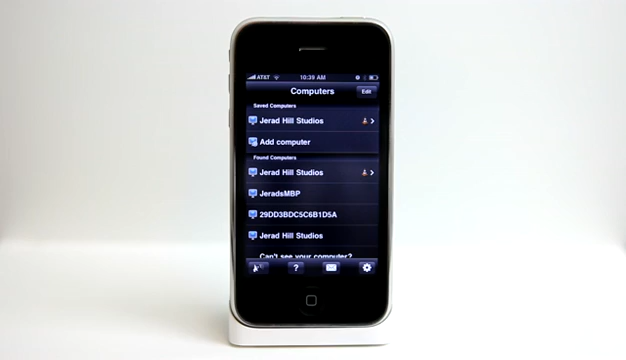 AT&T 10:39 AM
Computers Edit
Saved Computers
Jerad Hill Studios
Add computer
Found Computers
Jerad Hill Studios
JeradsMBP
29DD3BDC5C6B1D5A
Jerad Hill Studios
Can't see your computer?
?